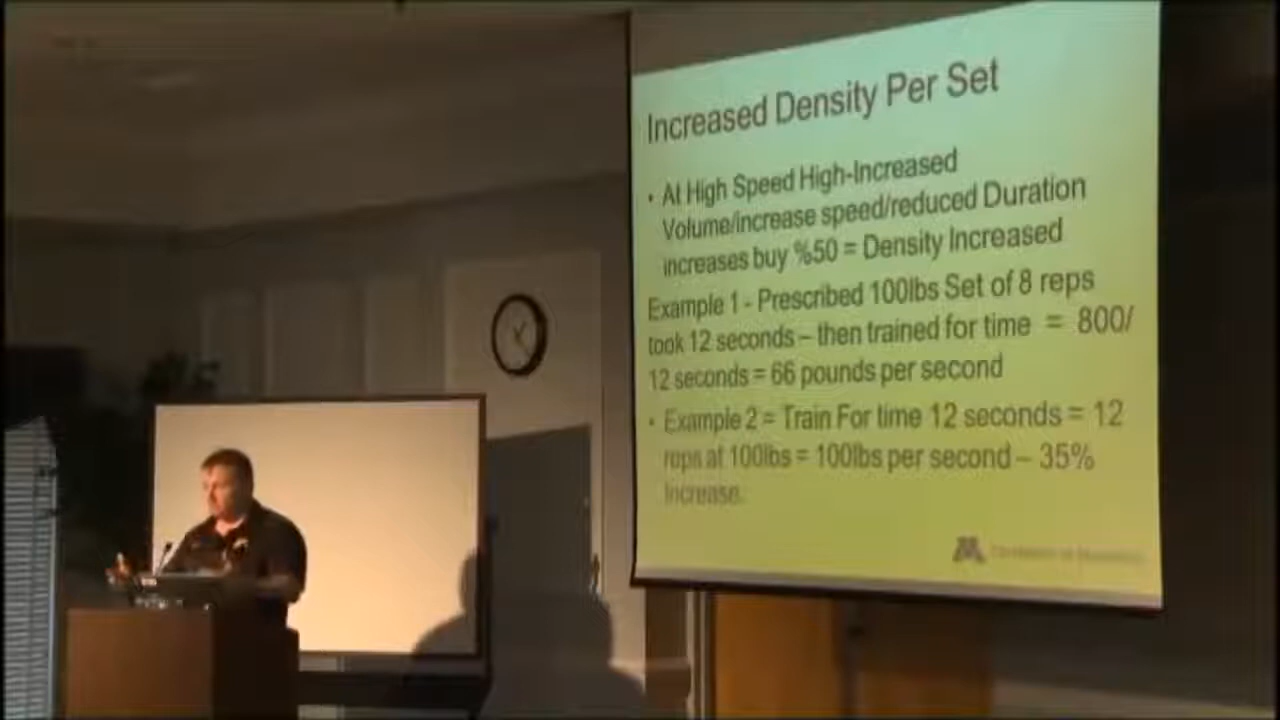 Increased Density Per Set
• At High Speed High-Increased
Volume/increase speed/reduced Duration
increases buy %50 = Density Increased
Example 1 - Prescribed 100lbs Set of 8 reps
took 12 seconds – then trained for time = 800/
12 seconds = 66 pounds per second
• Example 2 = Train For time 12 seconds = 12
reps at 100lbs = 100lbs per second – 35%
Increase.
M